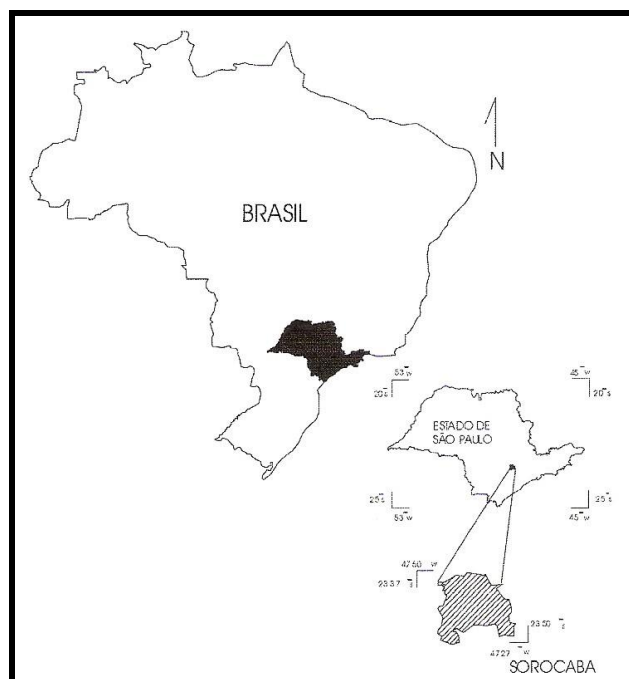 N
BRASIL
53 W
45 W
20 S
20 S
ESTADO DE
SÃO PAULO
25 S
25 S
53 W
45 W
47 50 W
23 37 S
23 50 S
47 27 W
SOROCABA